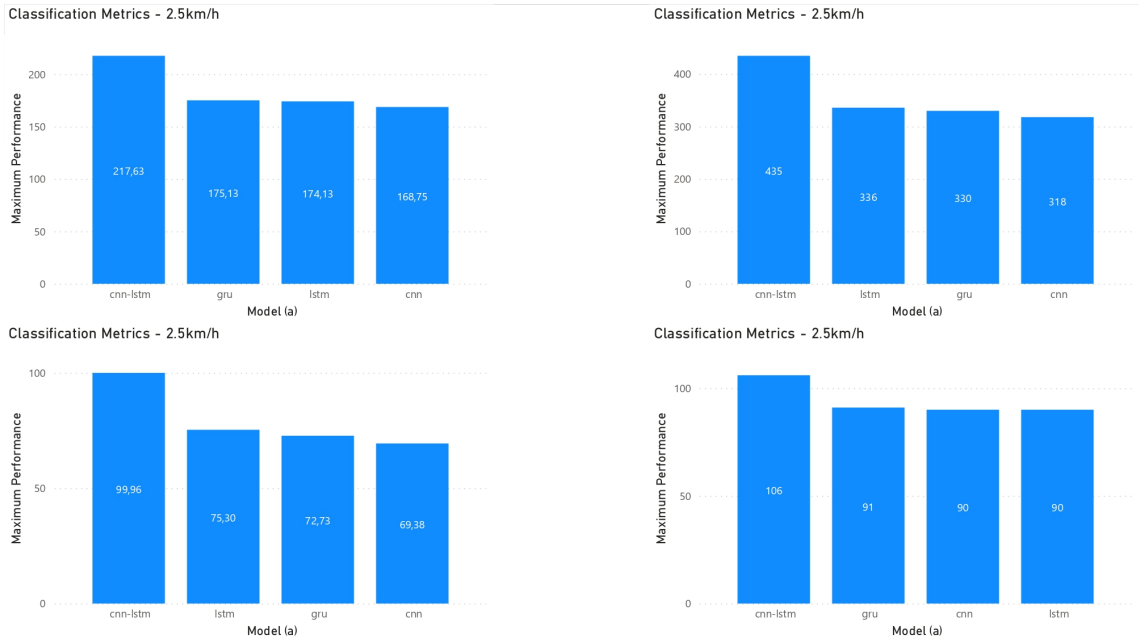 Classification Metrics - 2.5km/h
Maximum Performance
200
150
100
50
0
217,63
175,13
174,13
168,75
cnn-lstm gru lstm cnn
Model (a)
Classification Metrics - 2.5km/h
Maximum Performance
400
300
200
100
0
435
336
330
318
cnn-lstm lstm gru cnn
Model (a)
Classification Metrics - 2.5km/h
Maximum Performance
100
50
0
99,96
75,30
72,73
69,38
cnn-lstm lstm gru cnn
Model (a)
Classification Metrics - 2.5km/h
Maximum Performance
100
50
0
106
91
90
90
cnn-lstm gru cnn lstm
Model (a)